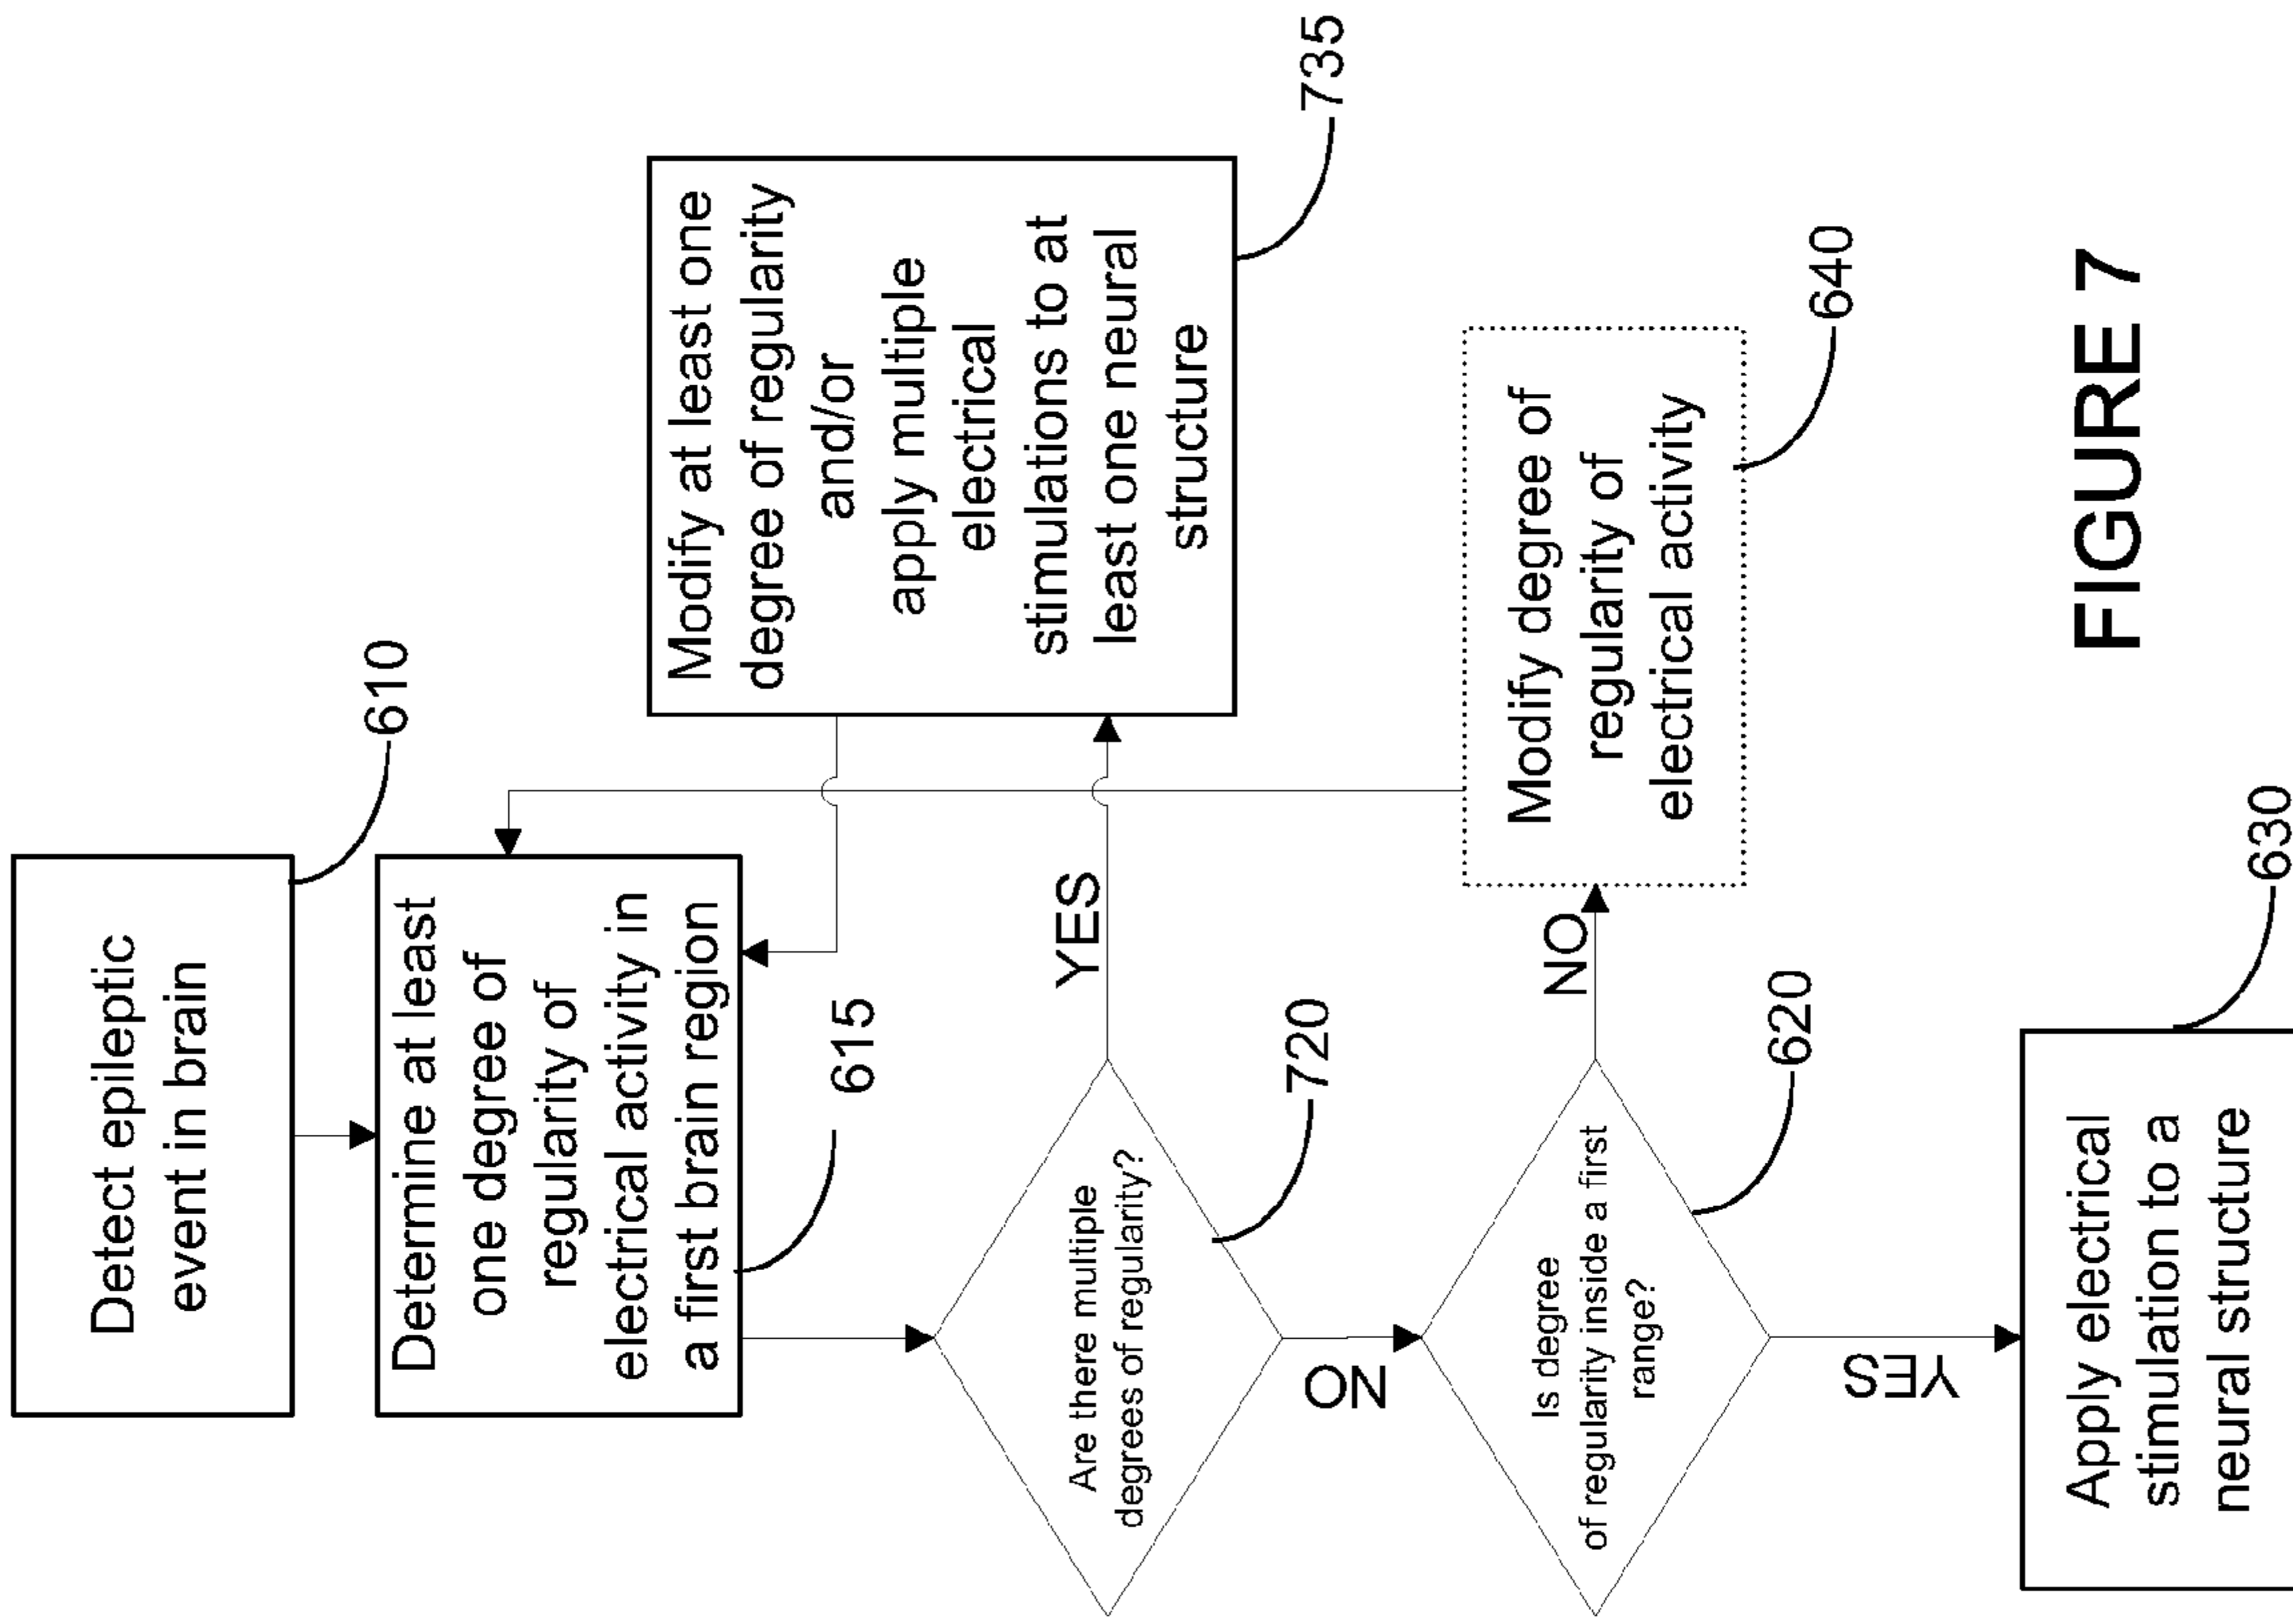 Detect epileptic
event in brain
610
Determine at least
one degree of
regularity of
electrical activity in
a first brain region
615
Are there multiple
degrees of regularity?
720
YES
NO
Modify at least one
degree of regularity
and/or
apply multiple
electrical
stimulations to at
least one neural
structure
735
Is degree
of regularity inside a first
range?
620
NO
YES
Modify degree of
regularity of
electrical activity
640
Apply electrical
stimulation to a
neural structure
630
FIGURE 7